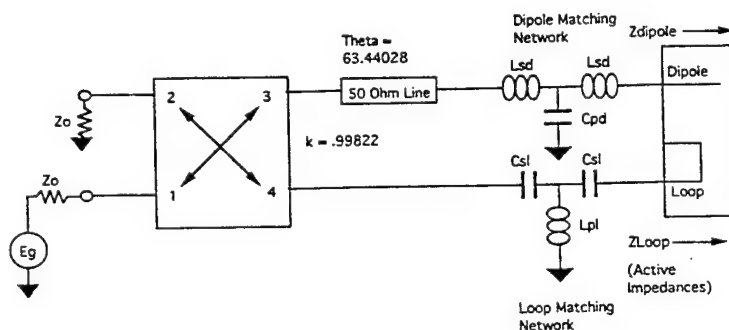 Theta =
63.44028
Dipole Matching
Network
Zdipole
Lsd
Lsd
50 Ohm Line
Dipole
2
3
Zo
Cpd
k = .99822
Csl
Csl
Zo
1
4
Loop
Lpl
Eg
ZLoop
(Active
Impedances)
Loop Matching
Network